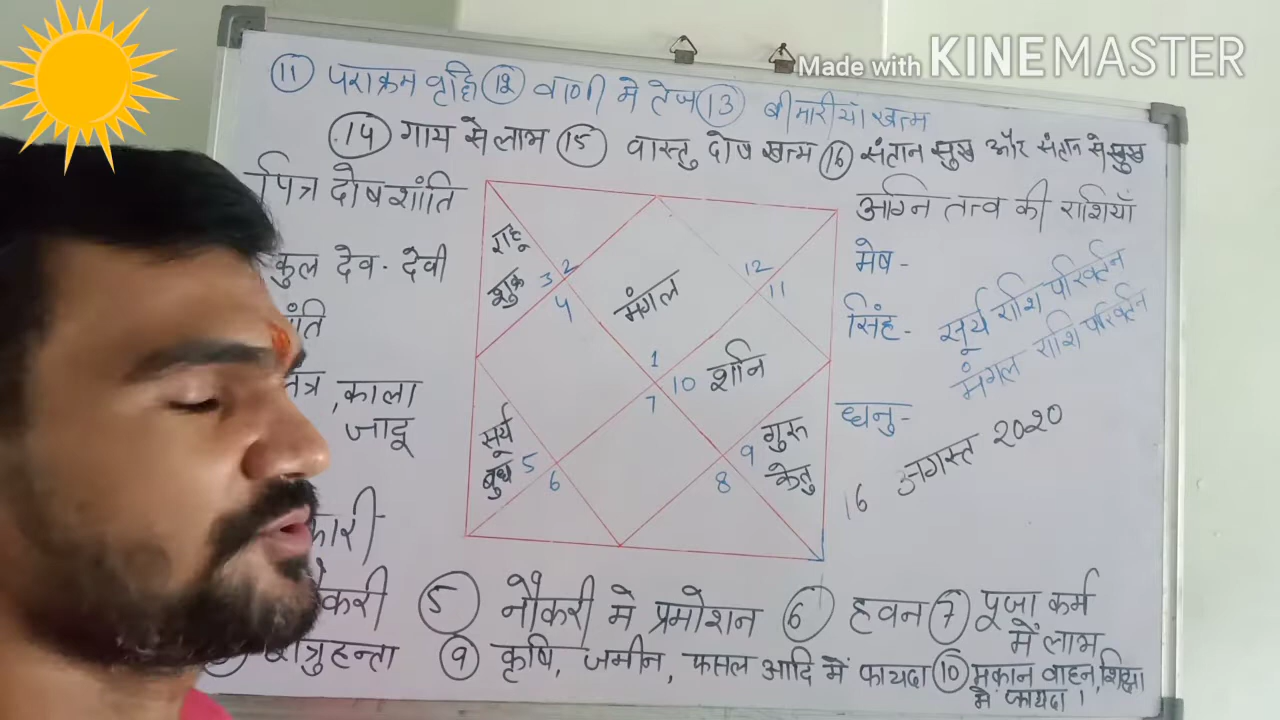 Made with KINEMASTER
11 पराक्रम वृद्धि 12 वाणी मे तेज 13 बीमारीयाँ खत्म
14 गाय से लाभ 15 वास्तु दोष खत्म 16 संतान सुख और संतान से सुख
पित्र दोष शांति
कुल देव- देवी
काला
जादू
राहू
शुक्र
3 2
4
मंगल
12
11
1
10 शनि
7
सूर्य
बुध
5
6
गुरु
केतु
9
8
अग्नि तत्व की राशियाँ
मेष -
सिंह -
धनु -
सूर्य राशि परिवर्तन
मंगल राशि परिवर्तन
16 अगस्त 2020
5 नौकरी मे प्रमोशन 6 हवन 7 पूजा कर्म
में लाभ
शत्रुहन्ता 9 कृषि, जमीन, फसल आदि में फायदा 10 मकान वाहन, शिक्षा
में फायदा ।